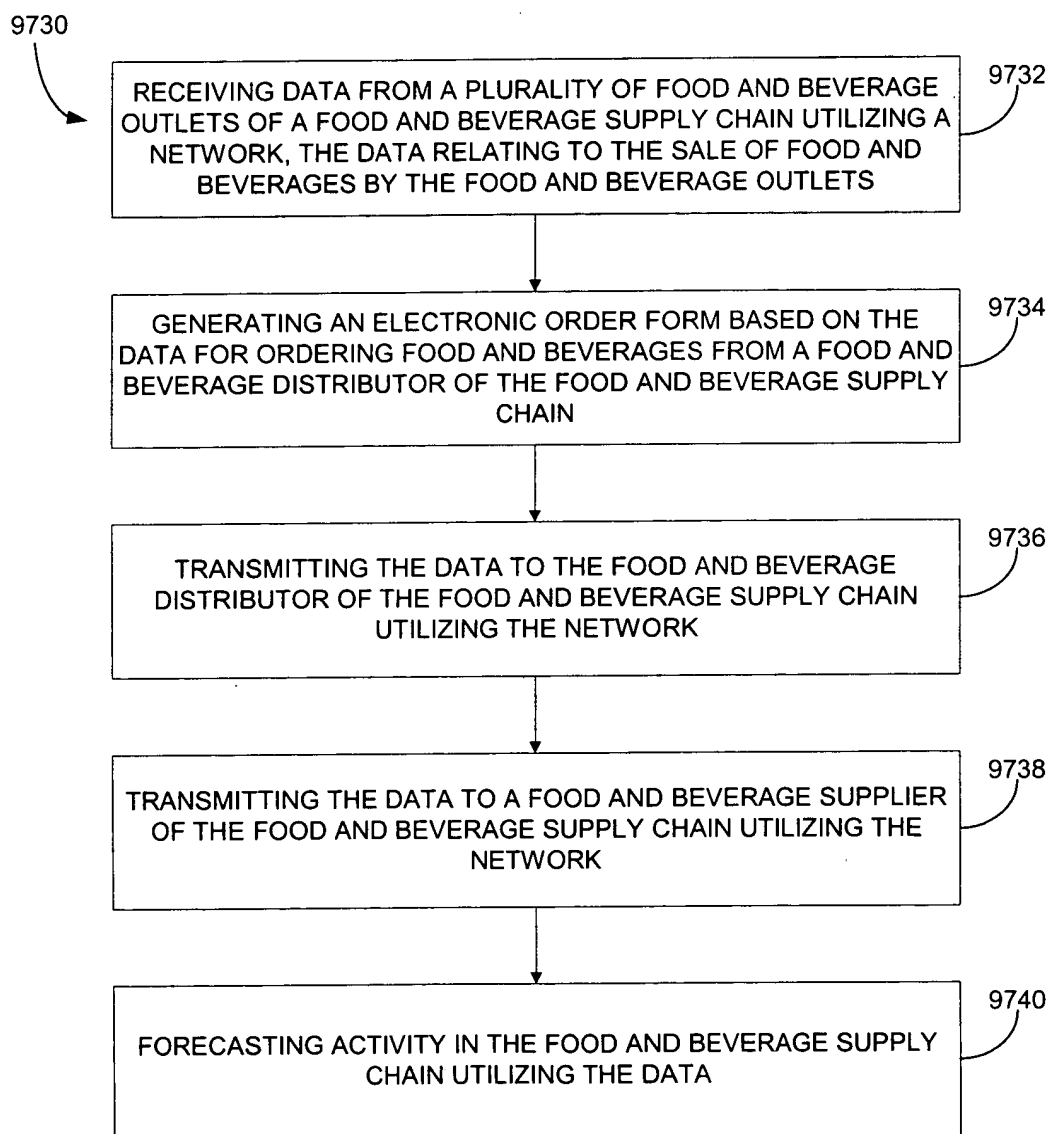 9730
9732
RECEIVING DATA FROM A PLURALITY OF FOOD AND BEVERAGE
OUTLETS OF A FOOD AND BEVERAGE SUPPLY CHAIN UTILIZING A
NETWORK, THE DATA RELATING TO THE SALE OF FOOD AND
BEVERAGES BY THE FOOD AND BEVERAGE OUTLETS
9734
GENERATING AN ELECTRONIC ORDER FORM BASED ON THE
DATA FOR ORDERING FOOD AND BEVERAGES FROM A FOOD AND
BEVERAGE DISTRIBUTOR OF THE FOOD AND BEVERAGE SUPPLY
CHAIN
9736
TRANSMITTING THE DATA TO THE FOOD AND BEVERAGE
DISTRIBUTOR OF THE FOOD AND BEVERAGE SUPPLY CHAIN
UTILIZING THE NETWORK
9738
TRANSMITTING THE DATA TO A FOOD AND BEVERAGE SUPPLIER
OF THE FOOD AND BEVERAGE SUPPLY CHAIN UTILIZING THE
NETWORK
9740
FORECASTING ACTIVITY IN THE FOOD AND BEVERAGE SUPPLY
CHAIN UTILIZING THE DATA